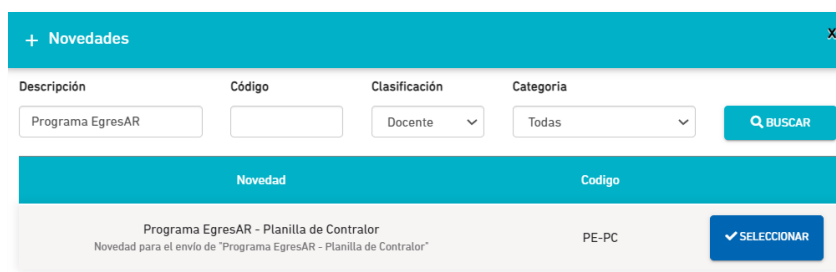 + Novedades
X
Descripción Código Clasificación Categoria
Programa EgresAR Docente Todas BUSCAR
Novedad Codigo
Programa EgresAR - Planilla de Contralor
Novedad para el envío de "Programa EgresAR - Planilla de Contralor"
PE-PC
SELECCIONAR